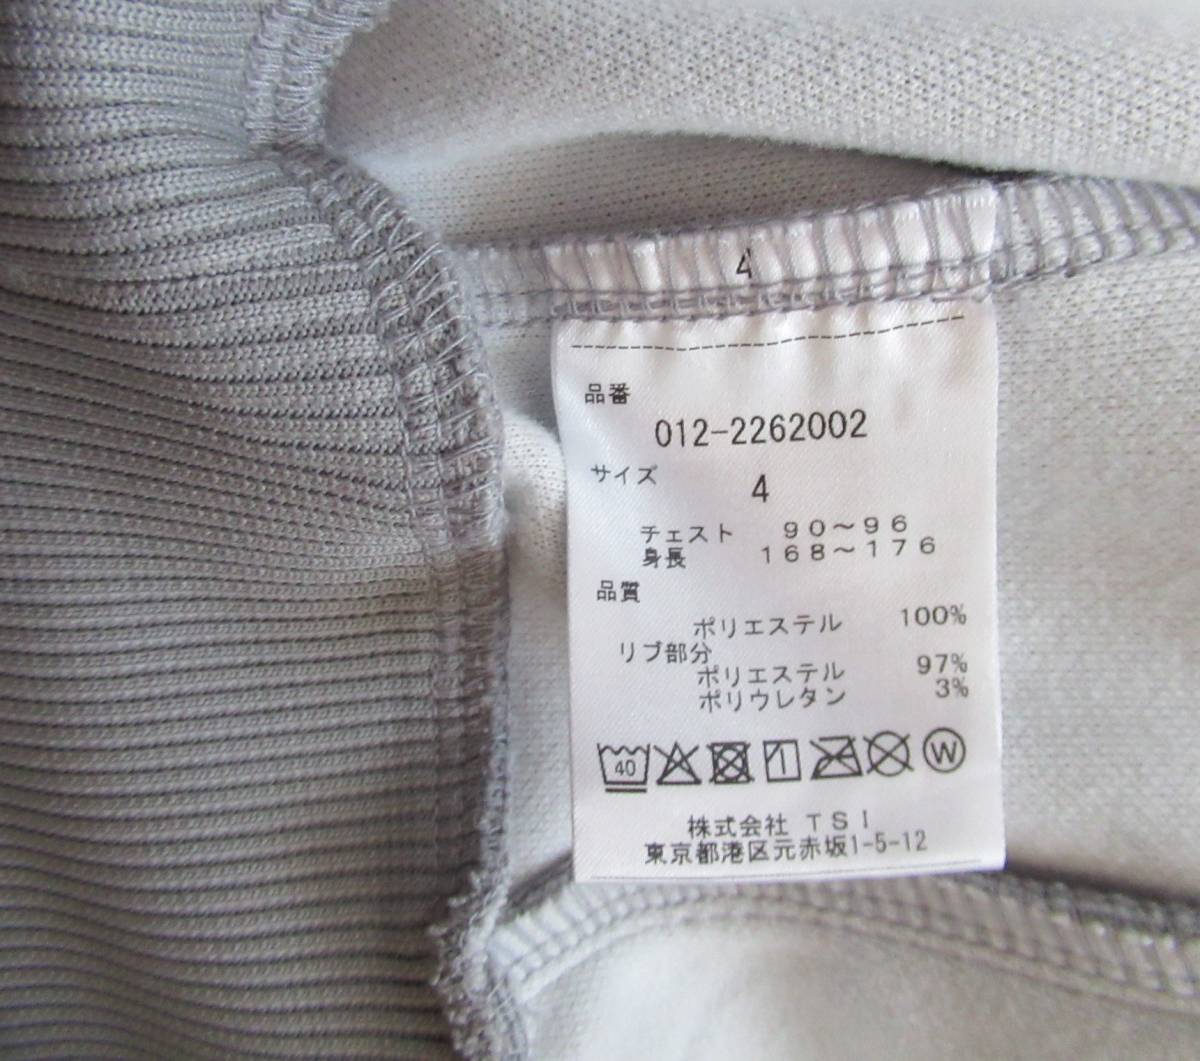 4
品番
012-2262002
サイズ
4
チェスト 90～96
身長 168～176
品質
ポリエステル 100%
リブ部分
ポリエステル 97%
ポリウレタン 3%
40 W
株式会社 TSI
東京都港区元赤坂1-5-12